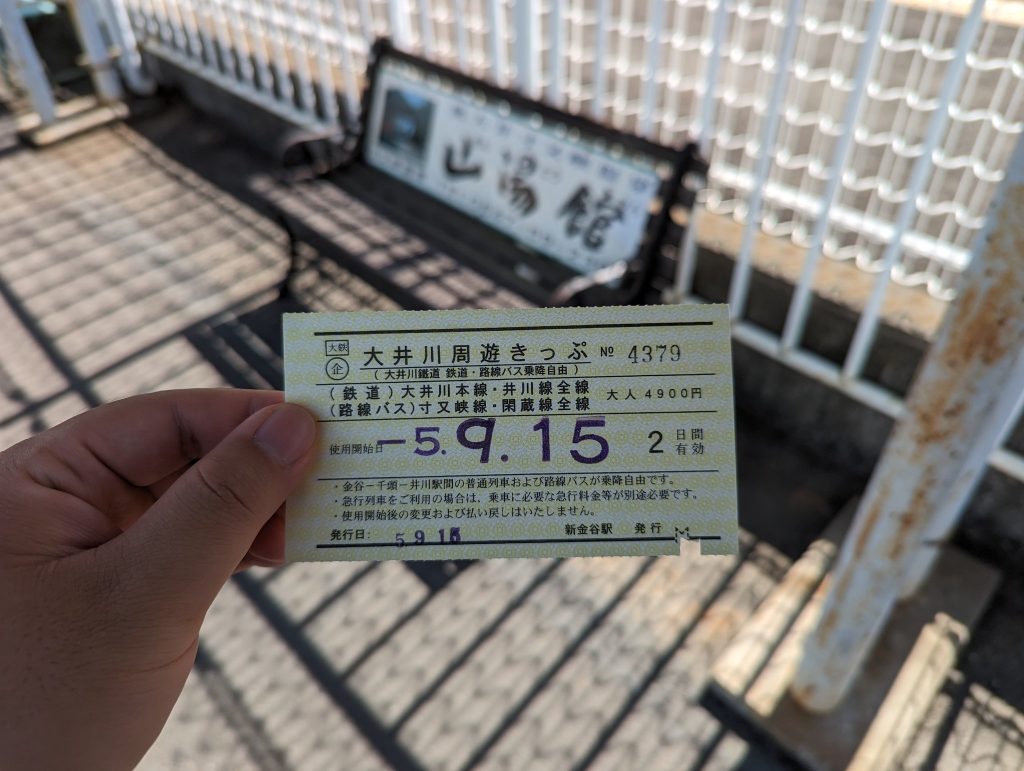 山湯館
大鉄
企
大井川周遊きっぷ № 4379
(大井川鐵道 鉄道・路線バス乗降自由)
(鉄道)大井川本線・井川線全線
(路線バス)寸又峡線・閑蔵線全線
大人4900円
使用開始日 -5.9.15 2日間有効
・金谷−千頭−井川駅間の普通列車および路線バスが乗降自由です。
・急行列車をご利用の場合は、乗車に必要な急行料金等が別途必要です。
・使用開始後の変更および払い戻しはいたしません。
発行日: 5.9.15 新金谷駅 発行